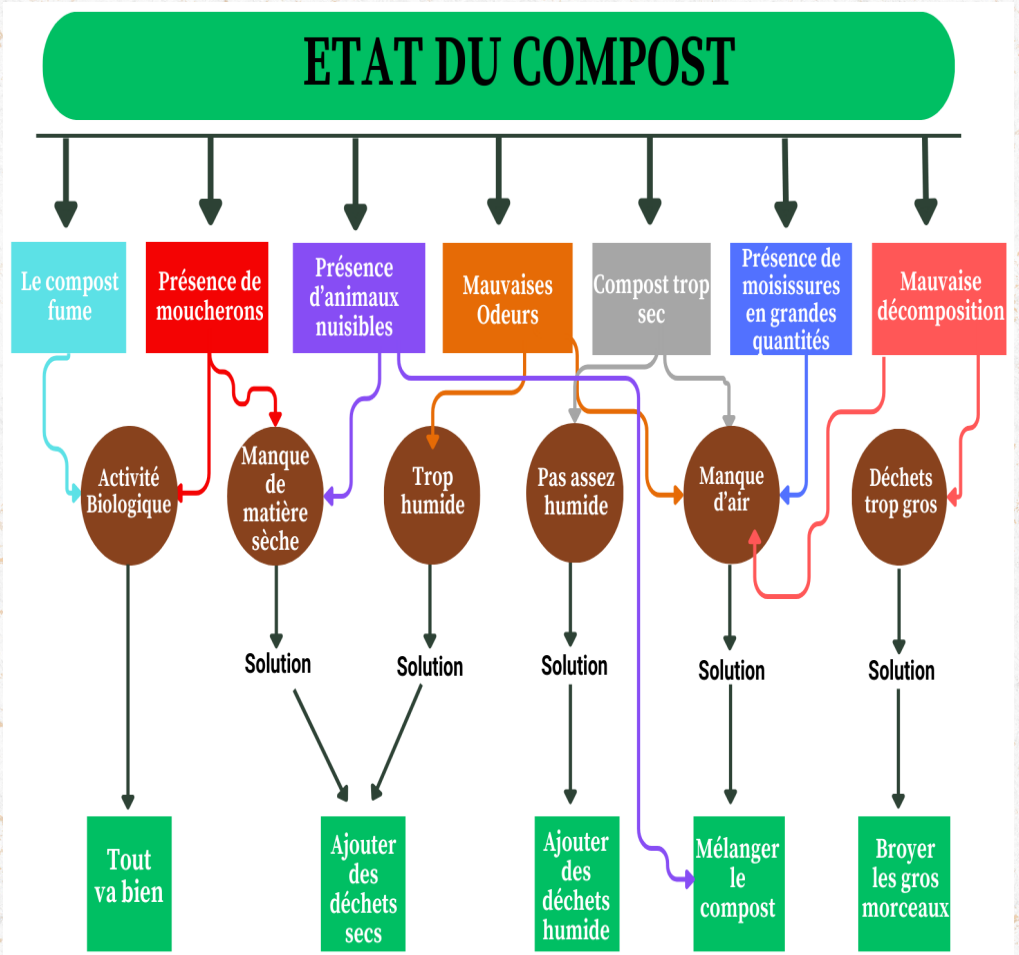 ETAT DU COMPOST
Le compost
fume
Présence de
moucherons
Présence
d'animaux
nuisibles
Mauvaises
Odeurs
Compost trop
sec
Présence de
moisissures
en grandes
quantités
Mauvaise
décomposition
Activité
Biologique
Manque
de
matière
sèche
Trop
humide
Pas assez
humide
Manque
d'air
Déchets
trop gros
Solution
Solution
Solution
Solution
Solution
Tout
va bien
Ajouter
des
déchets
secs
Ajouter
des
déchets
humide
Mélanger
le
compost
Broyer
les gros
morceaux